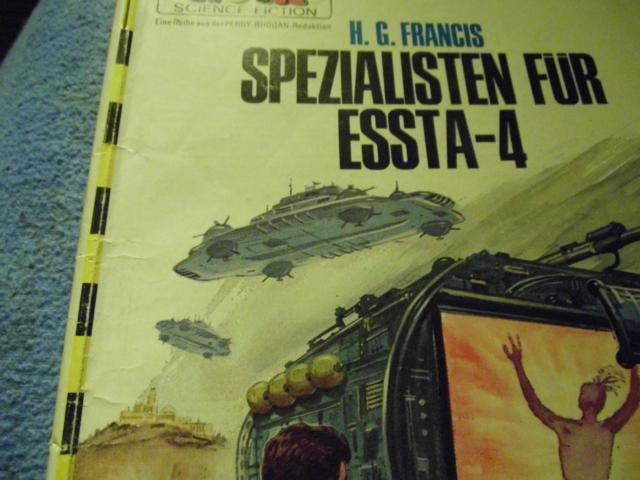 SCIENCE FICTION
Eine Reihe aus der PERRY-RHODAN-Redaktion
H. G. FRANCIS
SPEZIALISTEN FÜR
ESSTA-4